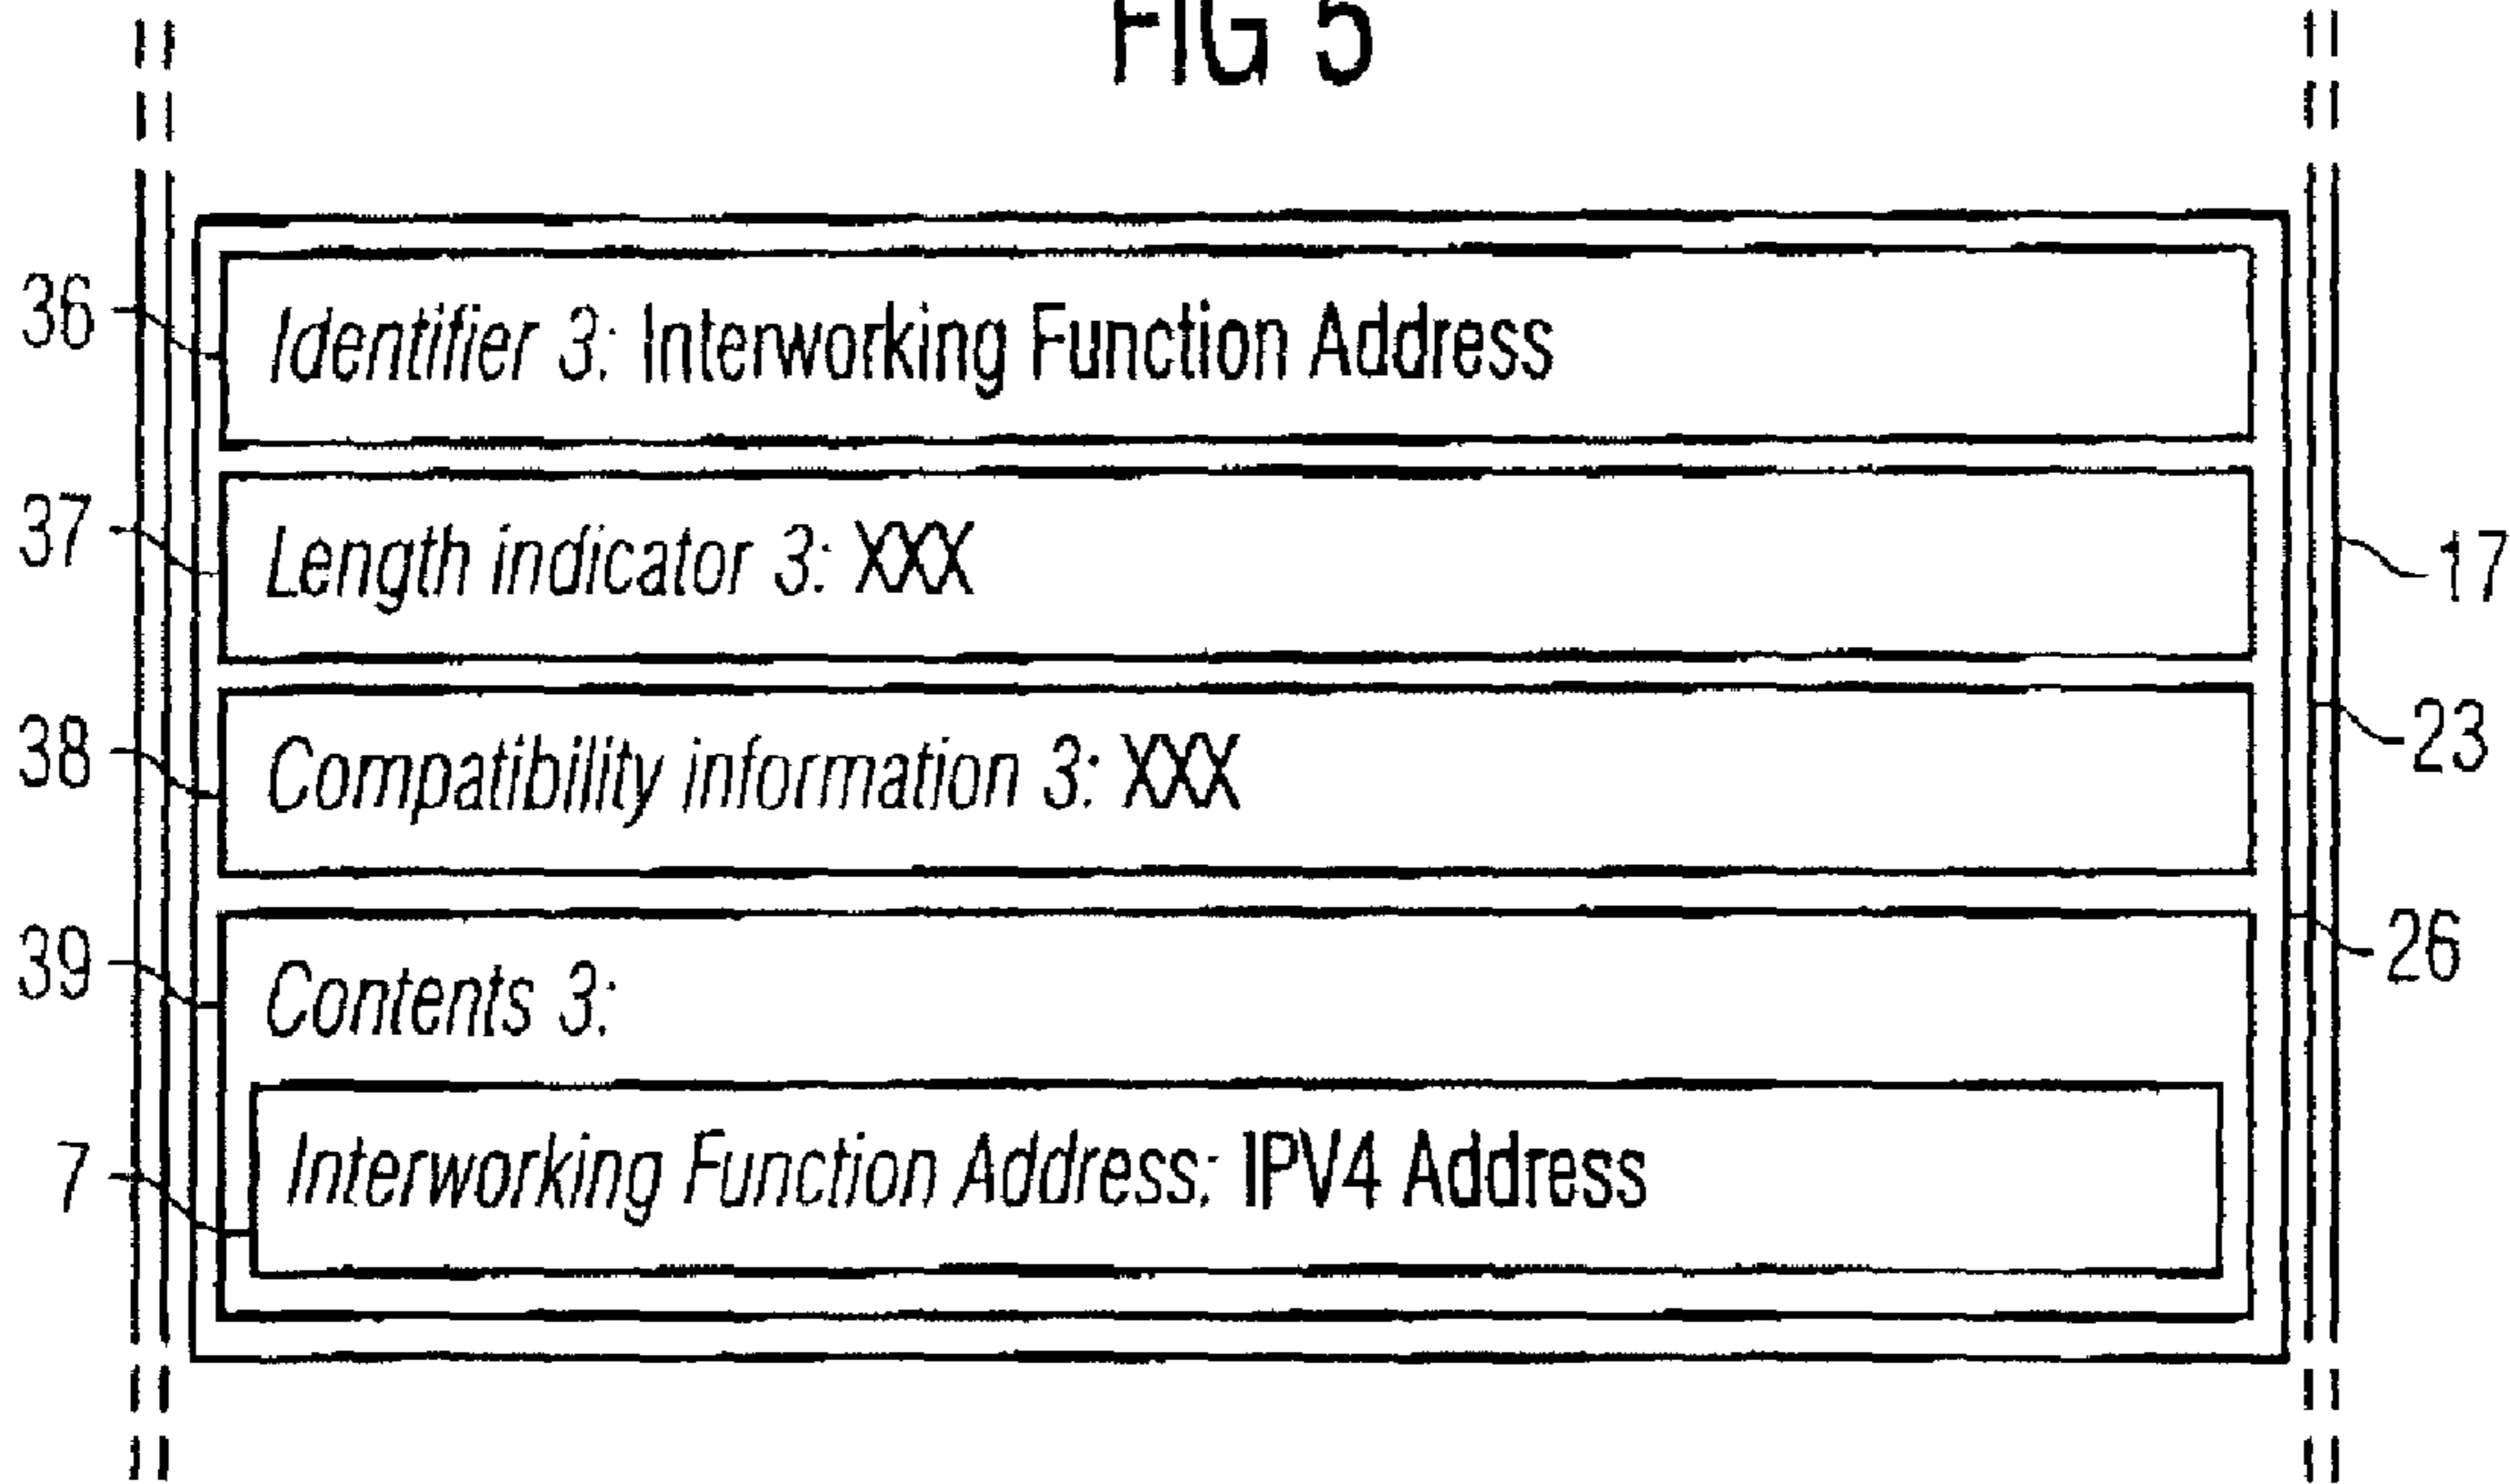 FIG 5
36
Identifier 3: Interworking Function Address
37
Length indicator 3: XXX
17
38
Compatibility information 3: XXX
23
39
Contents 3:
26
7
Interworking Function Address: IPV4 Address